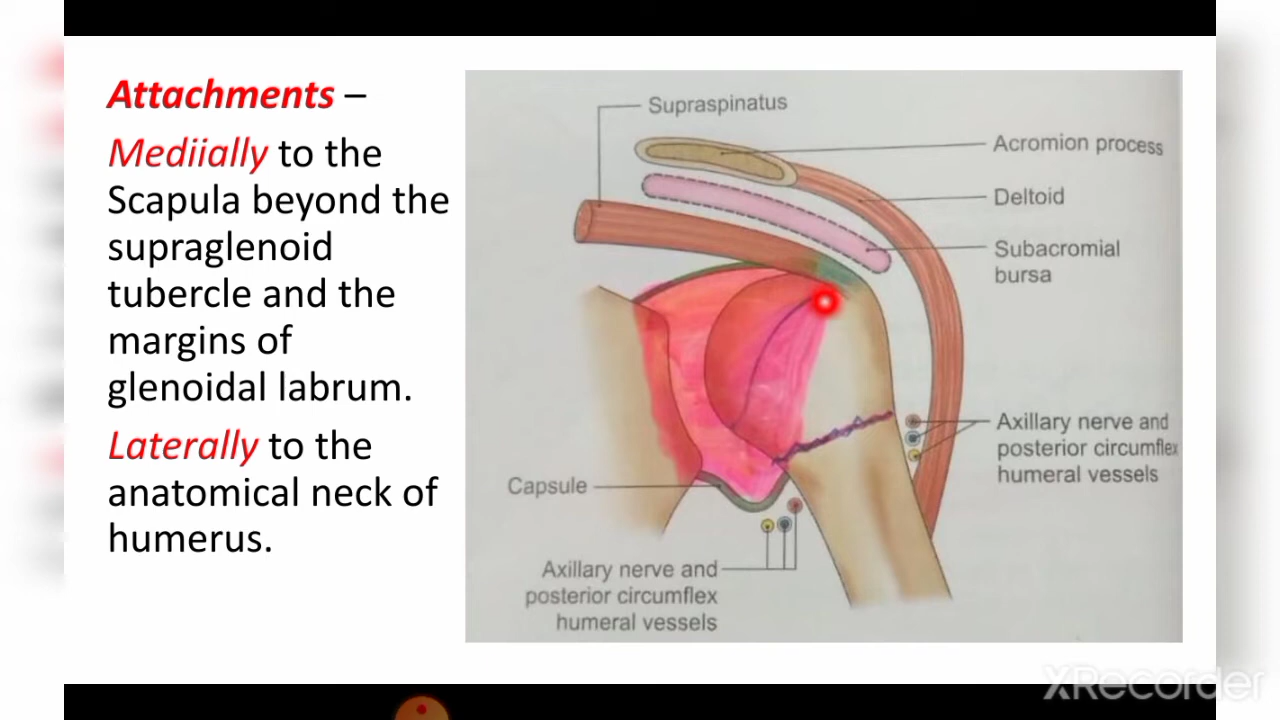 Attachments –
Mediially to the
Scapula beyond the
supraglenoid
tubercle and the
margins of
glenoidal labrum.
Laterally to the
anatomical neck of
humerus.
Supraspinatus
Acromion process
Deltoid
Subacromial
bursa
Axillary nerve and
posterior circumflex
humeral vessels
Capsule
Axillary nerve and
posterior circumflex
humeral vessels
XRecorder